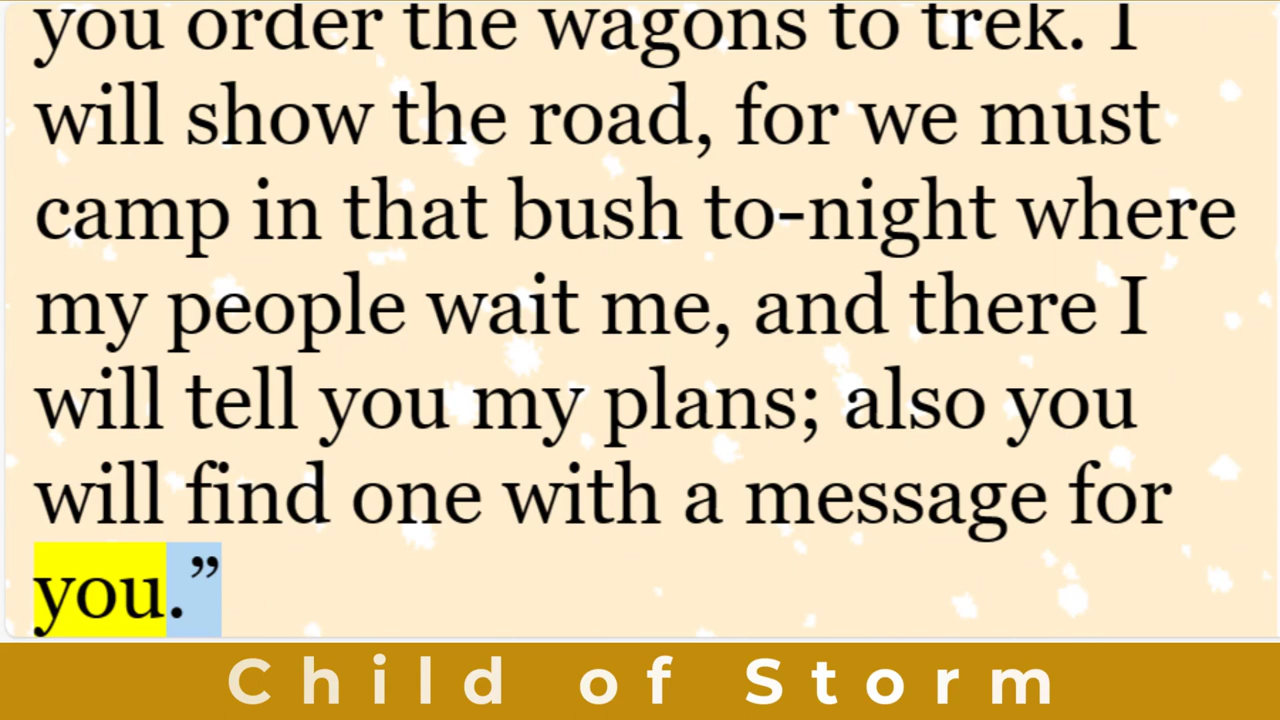 you order the wagons to trek. I
will show the road, for we must
camp in that bush to-night where
my people wait me, and there I
will tell you my plans; also you
will find one with a message for
you.”
Child of Storm